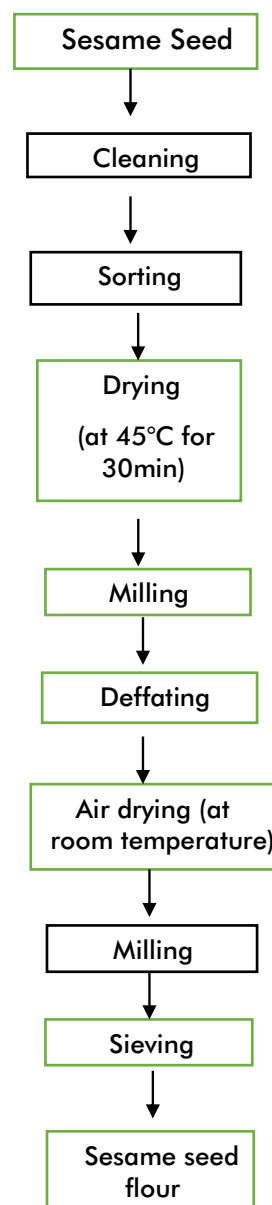 Sesame Seed
Cleaning
Sorting
Drying
(at 45°C for
30min)
Milling
Deffating
Air drying (at
room temperature)
Milling
Sieving
Sesame seed
flour